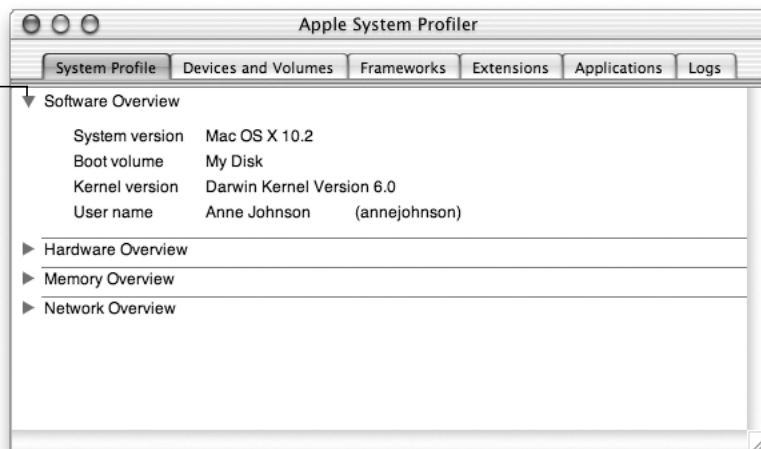 Apple System Profiler
System Profile Devices and Volumes Frameworks Extensions Applications Logs
Software Overview
System version Mac OS X 10.2
Boot volume My Disk
Kernel version Darwin Kernel Version 6.0
User name Anne Johnson (annejohnson)
Hardware Overview
Memory Overview
Network Overview